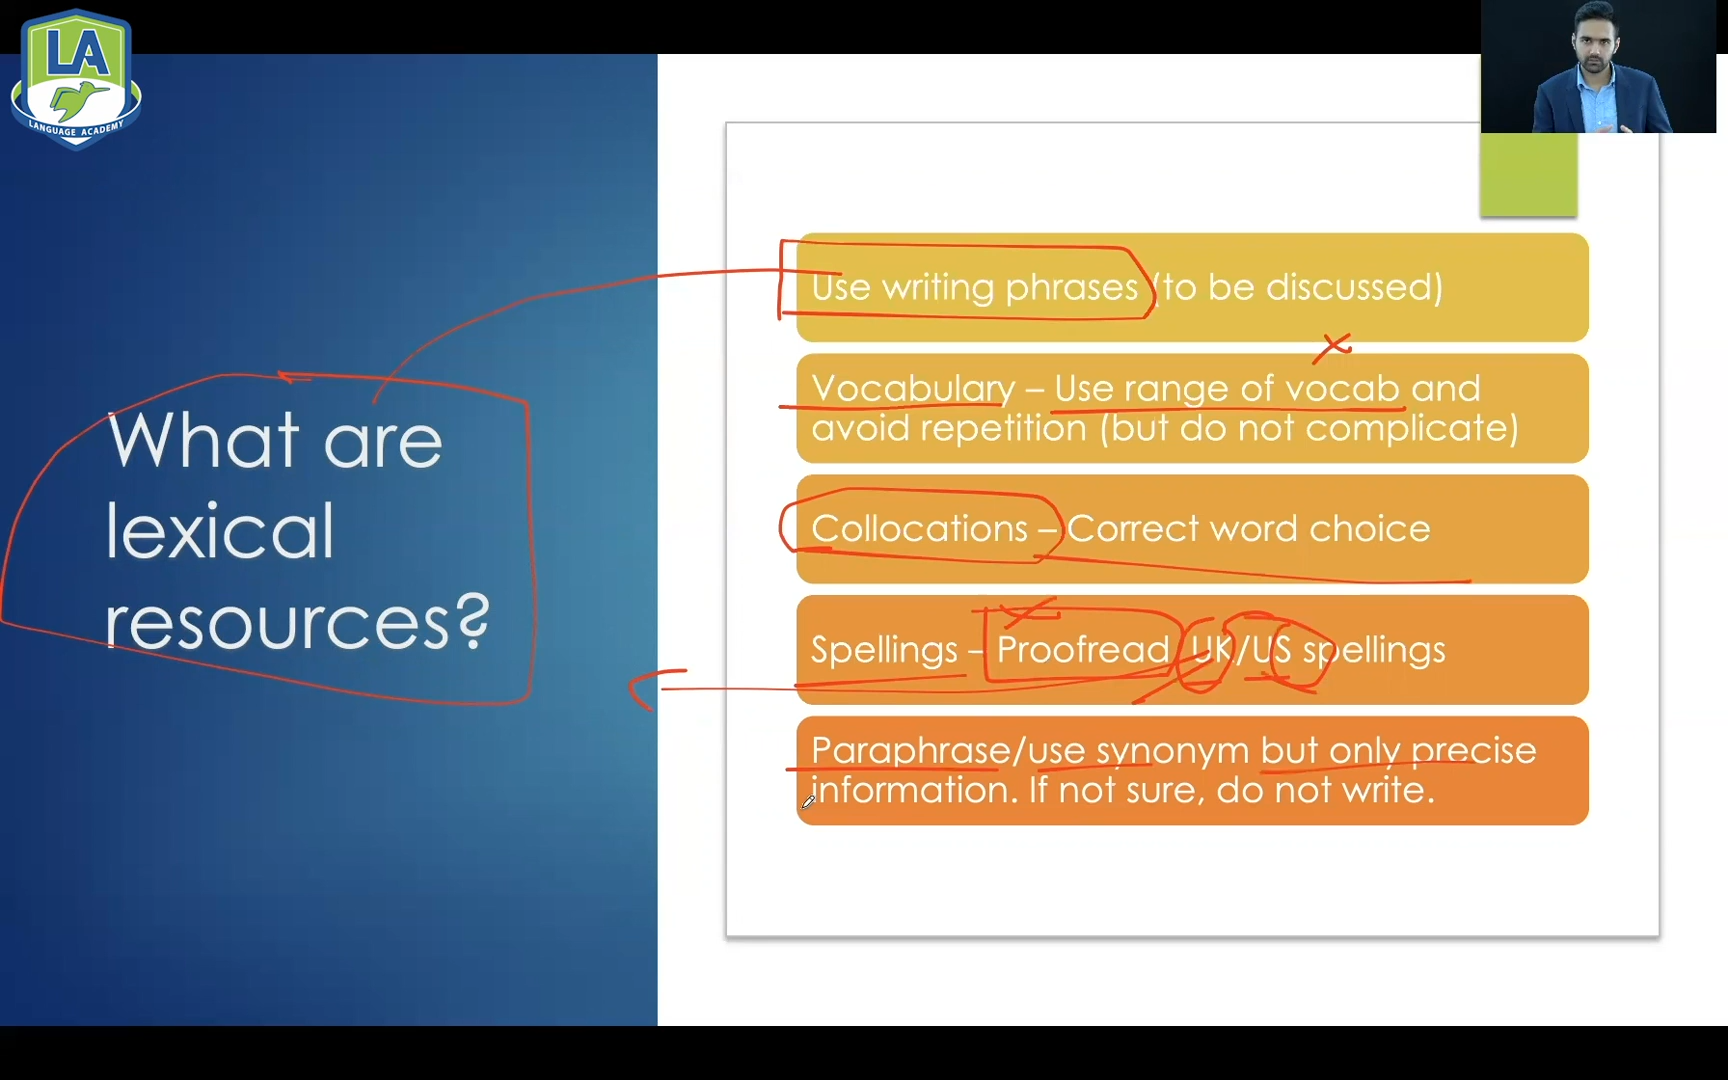 LA
LANGUAGE ACADEMY
What are
lexical
resources?
Use writing phrases (to be discussed)
Vocabulary – Use range of vocab and
avoid repetition (but do not complicate)
Collocations – Correct word choice
Spellings – Proofread UK/US spellings
Paraphrase/use synonym but only precise
information. If not sure, do not write.